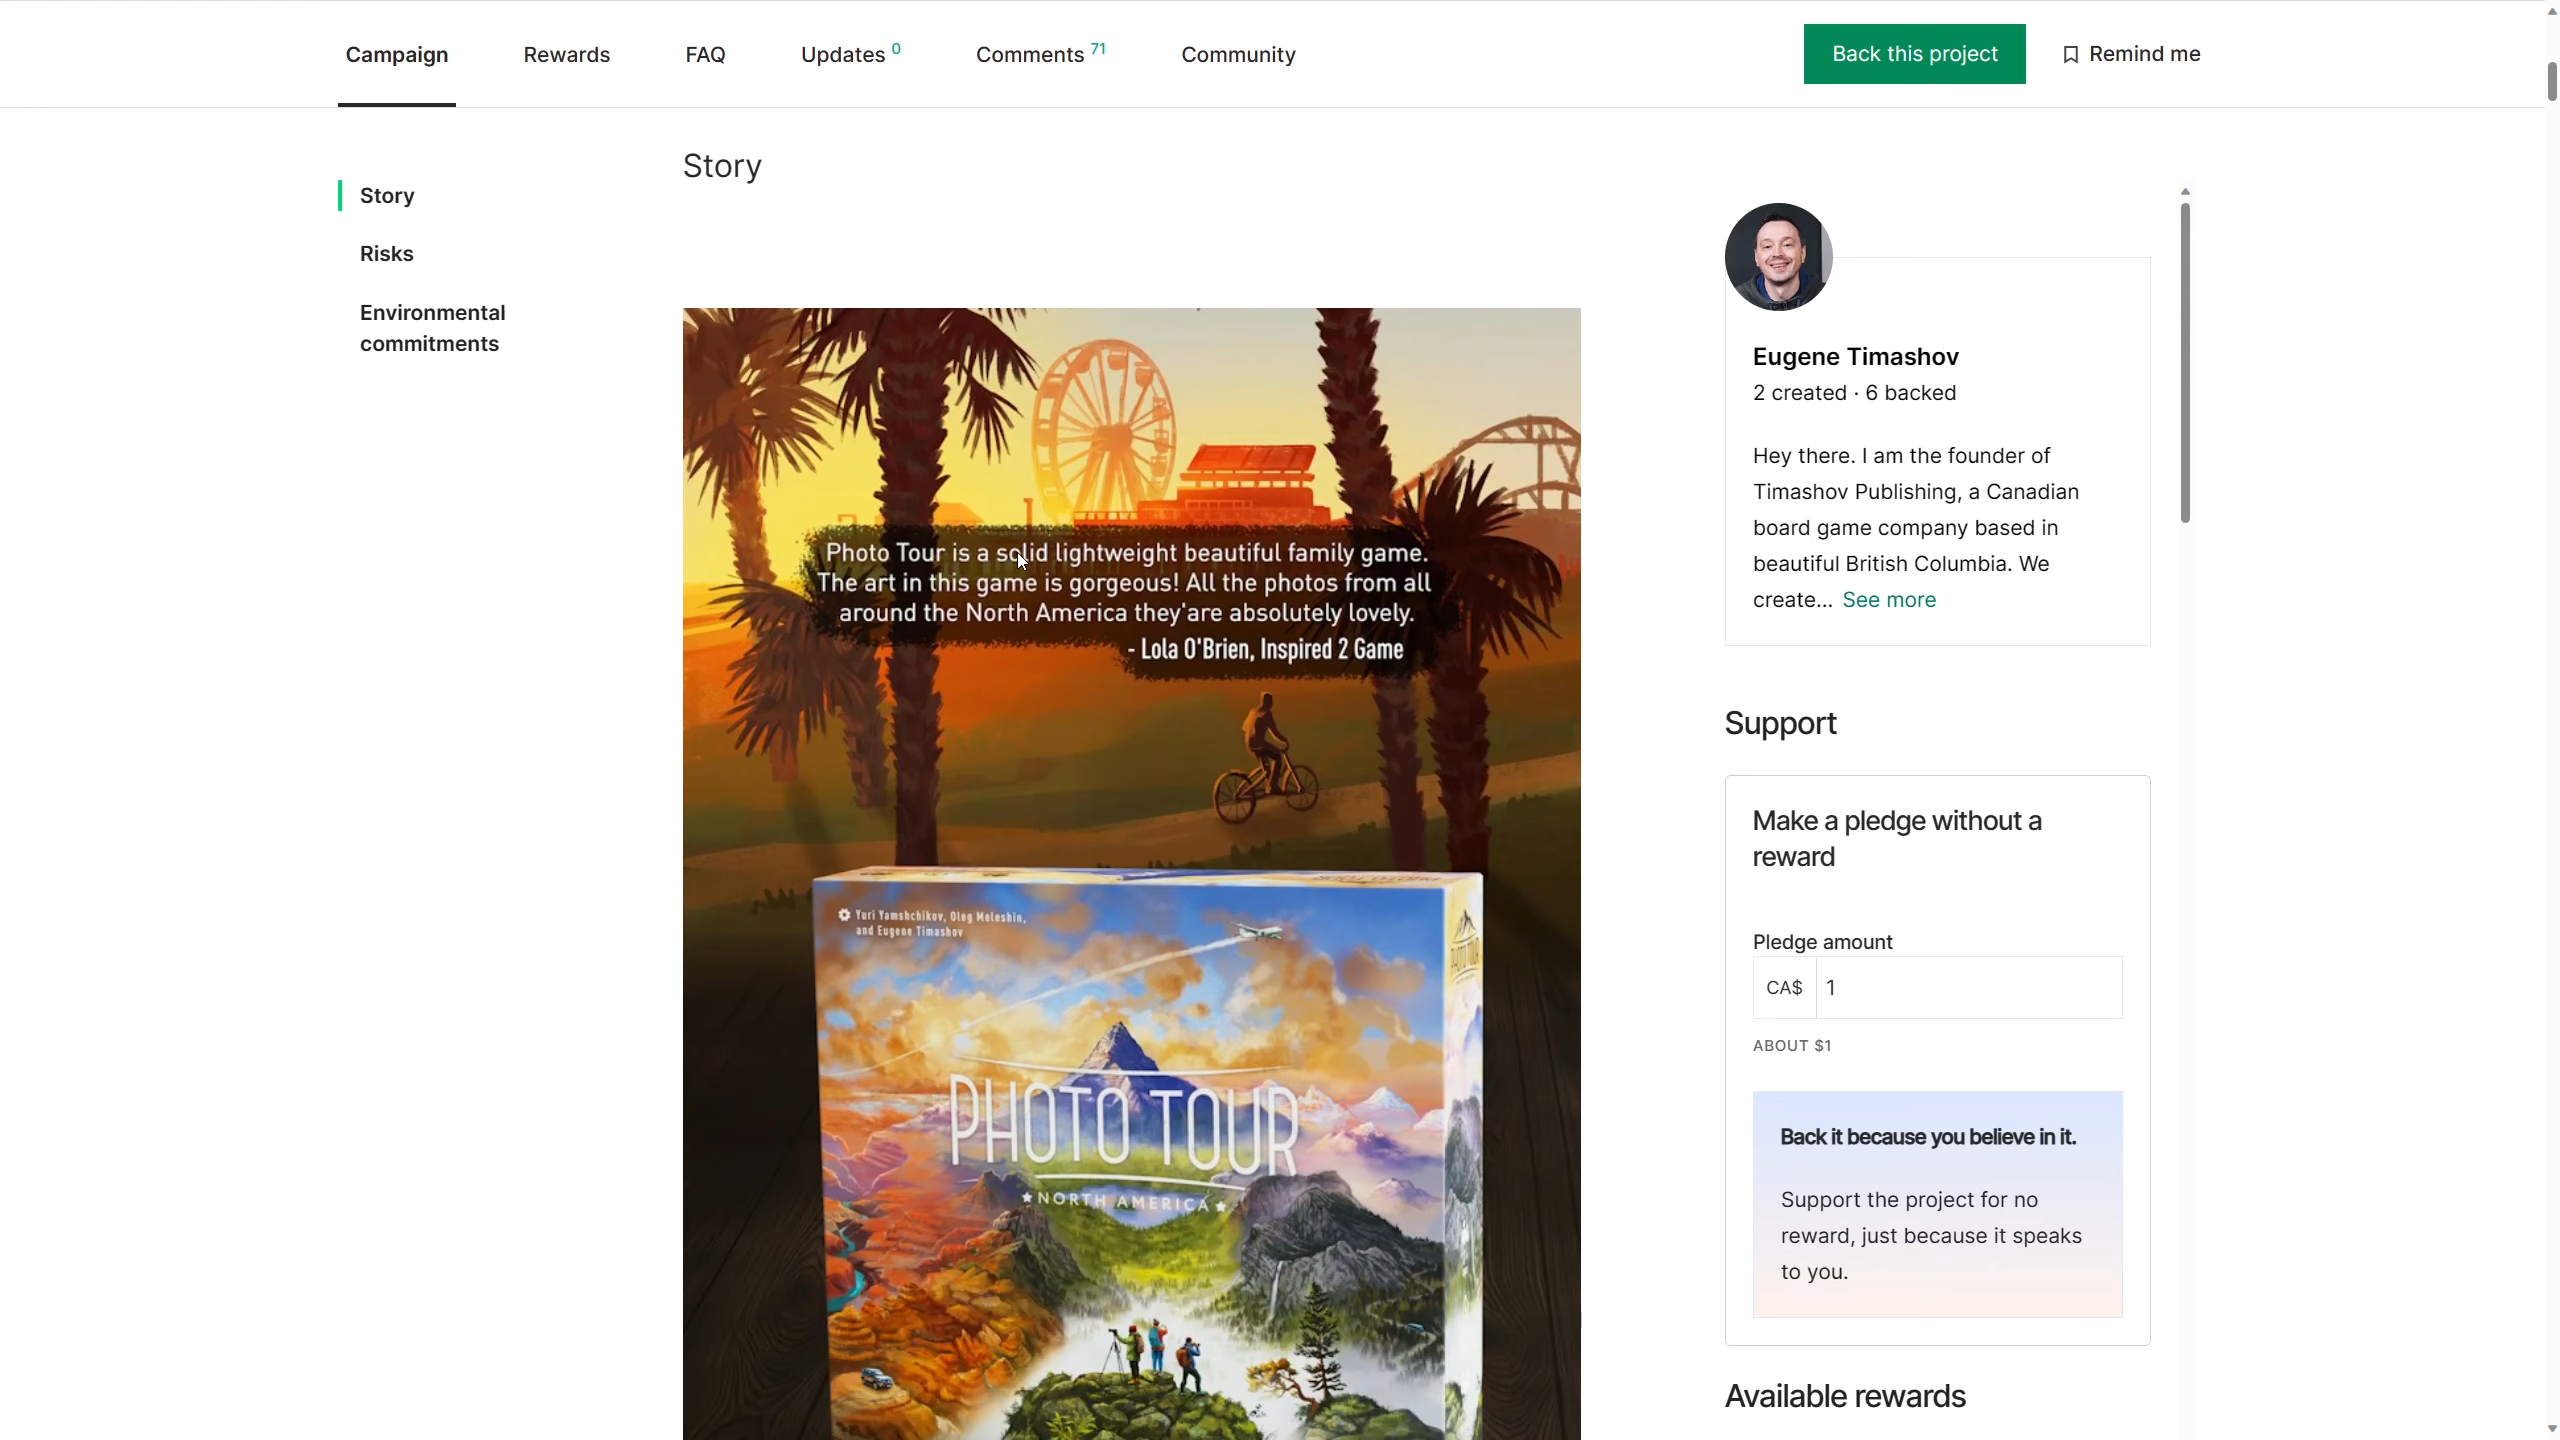 Campaign
Rewards
FAQ
Updates 0
Comments 71
Community
Back this project
Remind me
Story
Risks
Environmental
commitments
Story
Photo Tour is a solid lightweight beautiful family game.
The art in this game is gorgeous! All the photos from all
around the North America they'are absolutely lovely.
- Lola O'Brien, Inspired 2 Game
Yuri Yamshchikov, Oleg Meleshin,
and Eugene Timashov
PHOTO TOUR
NORTH AMERICA
PHOTO TOUR
Eugene Timashov
2 created · 6 backed
Hey there. I am the founder of
Timashov Publishing, a Canadian
board game company based in
beautiful British Columbia. We
create... See more
Support
Make a pledge without a
reward
Pledge amount
CA$ 1
ABOUT $1
Back it because you believe in it.
Support the project for no
reward, just because it speaks
to you.
Available rewards